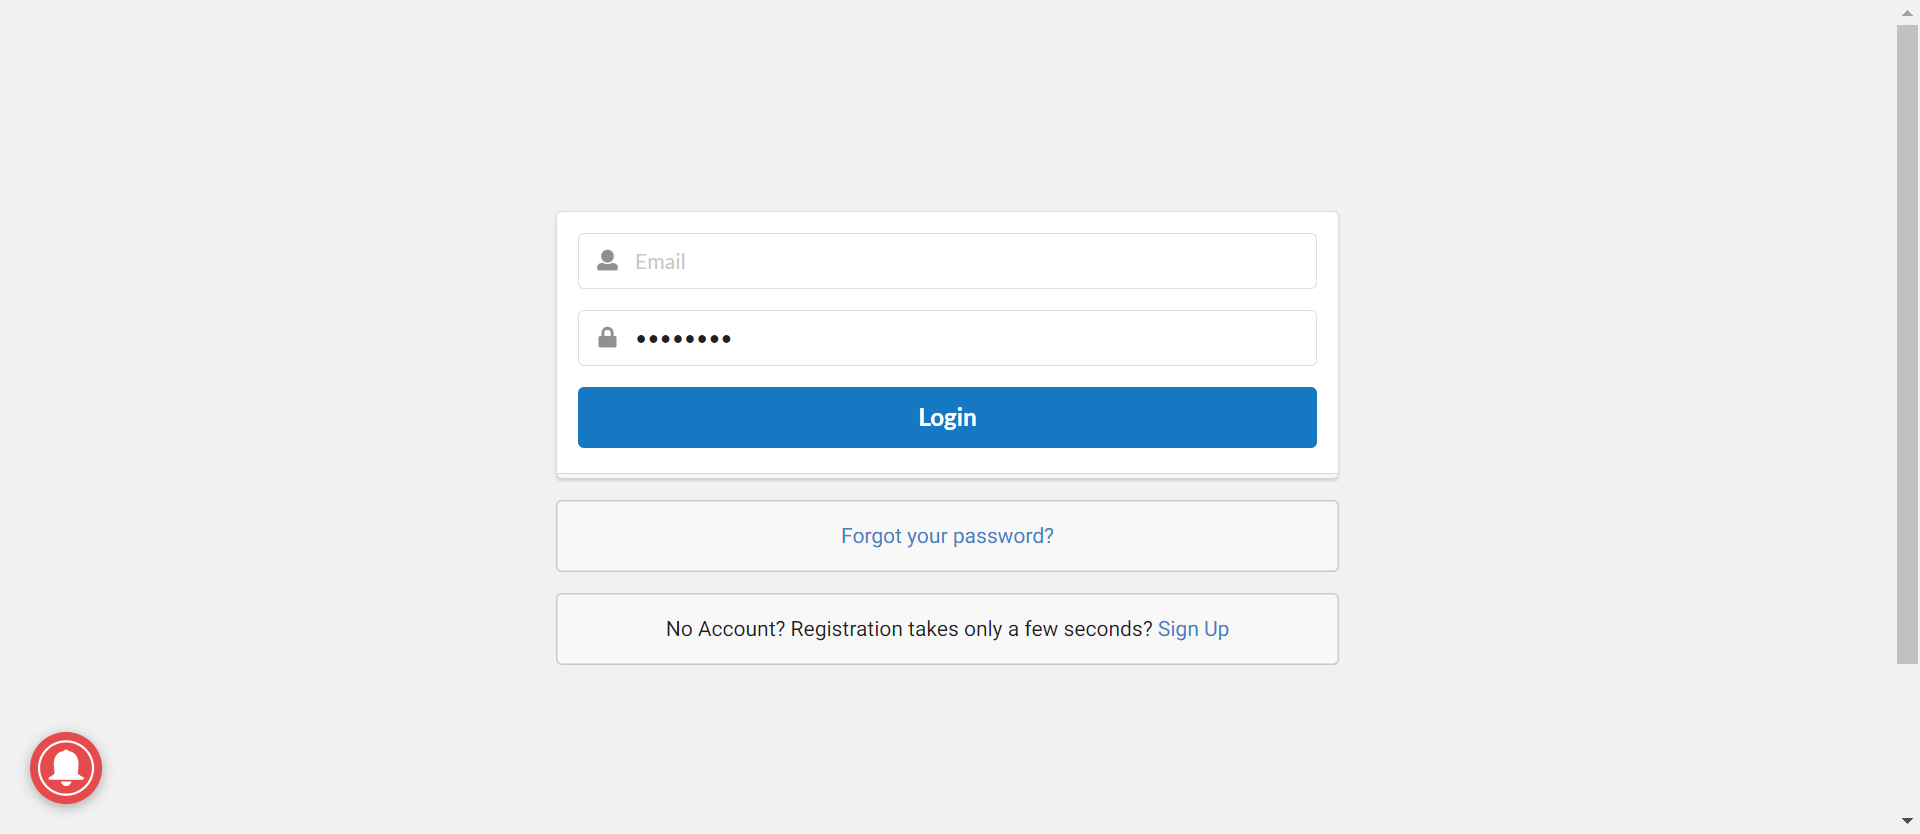 Email
••••••••
Login
Forgot your password?
No Account? Registration takes only a few seconds? Sign Up